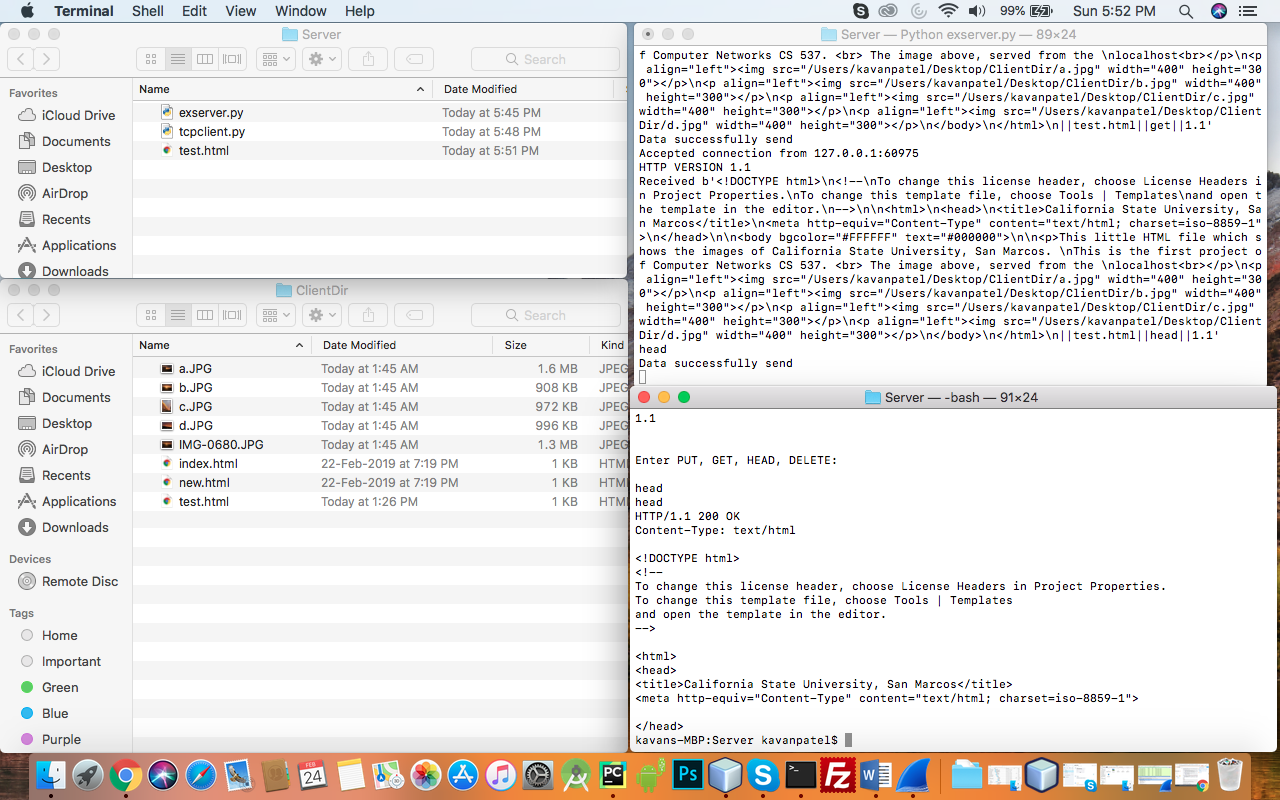 Terminal Shell Edit View Window Help 99% Sun 5:52 PM
Server
Search
Favorites
iCloud Drive
Documents
Desktop
AirDrop
Recents
Applications
Downloads
Name Date Modified
exserver.py Today at 5:45 PM
tcpclient.py Today at 5:48 PM
test.html Today at 5:51 PM
ClientDir
Search
Favorites
iCloud Drive
Documents
Desktop
AirDrop
Recents
Applications
Downloads
Devices
Remote Disc
Tags
Home
Important
Green
Blue
Purple
Name Date Modified Size Kind
a.JPG Today at 1:45 AM 1.6 MB JPEG
b.JPG Today at 1:45 AM 908 KB JPEG
c.JPG Today at 1:45 AM 972 KB JPEG
d.JPG Today at 1:45 AM 996 KB JPEG
IMG-0680.JPG Today at 1:45 AM 1.3 MB JPEG
index.html 22-Feb-2019 at 7:19 PM 1 KB HTM
new.html 22-Feb-2019 at 7:19 PM 1 KB HTM
test.html Today at 1:26 PM 1 KB HTM
Server — Python exserver.py — 89×24
f Computer Networks CS 537. <br> The image above, served from the \nlocalhost<br></p>\n<p
 align="left"><img src="/Users/kavanpatel/Desktop/ClientDir/a.jpg" width="400" height="30
0"></p>\n<p align="left"><img src="/Users/kavanpatel/Desktop/ClientDir/b.jpg" width="400"
 height="300"></p>\n<p align="left"><img src="/Users/kavanpatel/Desktop/ClientDir/c.jpg"
width="400" height="300"></p>\n<p align="left"><img src="/Users/kavanpatel/Desktop/Client
Dir/d.jpg" width="400" height="300"></p>\n</body>\n</html>\n||test.html||get||1.1'
Data successfully send
Accepted connection from 127.0.0.1:60975
HTTP VERSION 1.1
Received b'<!DOCTYPE html>\n<!--\nTo change this license header, choose License Headers i
n Project Properties.\nTo change this template file, choose Tools | Templates\nand open t
he template in the editor.\n-->\n\n<html>\n<head>\n<title>California State University, Sa
n Marcos</title>\n<meta http-equiv="Content-Type" content="text/html; charset=iso-8859-1"
>\n</head>\n\n<body bgcolor="#FFFFFF" text="#000000">\n\n<p>This little HTML file which s
hows the images of California State University, San Marcos. \nThis is the first project o
f Computer Networks CS 537. <br> The image above, served from the \nlocalhost<br></p>\n<p
 align="left"><img src="/Users/kavanpatel/Desktop/ClientDir/a.jpg" width="400" height="30
0"></p>\n<p align="left"><img src="/Users/kavanpatel/Desktop/ClientDir/b.jpg" width="400"
 height="300"></p>\n<p align="left"><img src="/Users/kavanpatel/Desktop/ClientDir/c.jpg"
width="400" height="300"></p>\n<p align="left"><img src="/Users/kavanpatel/Desktop/Client
Dir/d.jpg" width="400" height="300"></p>\n</body>\n</html>\n||test.html||head||1.1'
head
Data successfully send
Server — -bash — 91×24
1.1
Enter PUT, GET, HEAD, DELETE:
head
head
HTTP/1.1 200 OK
Content-Type: text/html
<!DOCTYPE html>
<!--
To change this license header, choose License Headers in Project Properties.
To change this template file, choose Tools | Templates
and open the template in the editor.
-->
<html>
<head>
<title>California State University, San Marcos</title>
<meta http-equiv="Content-Type" content="text/html; charset=iso-8859-1">
</head>
kavans-MBP:Server kavanpatel$
FEB
24
PC
Ps
S
Fz
W